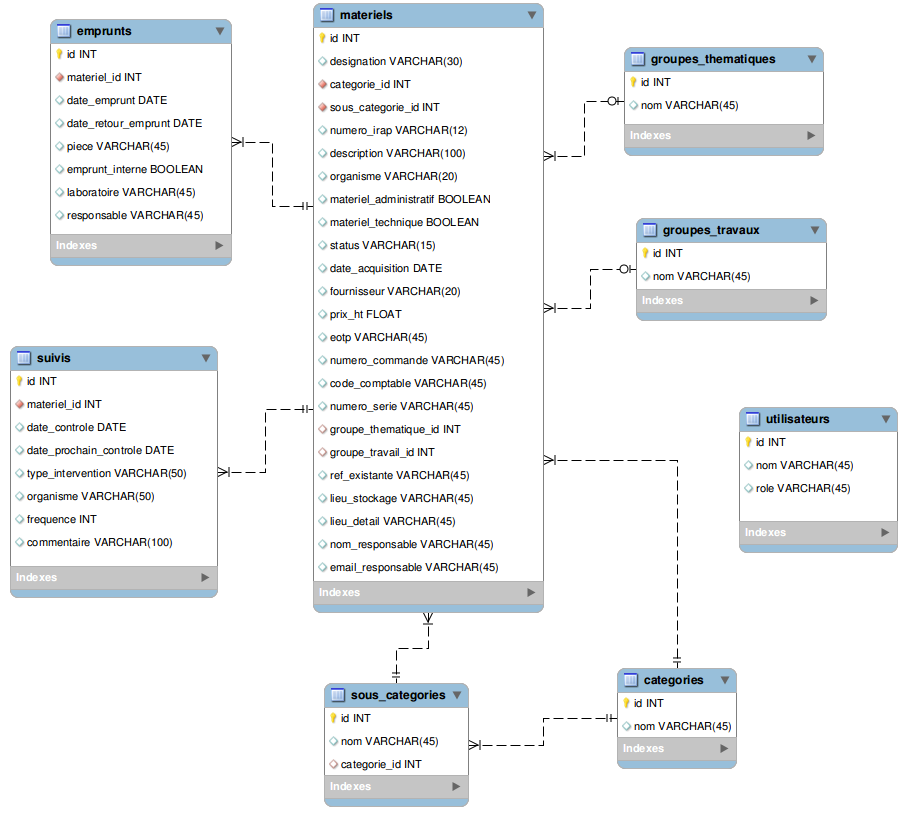 emprunts
id INT
materiel_id INT
date_emprunt DATE
date_retour_emprunt DATE
piece VARCHAR(45)
emprunt_interne BOOLEAN
laboratoire VARCHAR(45)
responsable VARCHAR(45)
Indexes
materiels
id INT
designation VARCHAR(30)
categorie_id INT
sous_categorie_id INT
numero_irap VARCHAR(12)
description VARCHAR(100)
organisme VARCHAR(20)
materiel_administratif BOOLEAN
materiel_technique BOOLEAN
status VARCHAR(15)
date_acquisition DATE
fournisseur VARCHAR(20)
prix_ht FLOAT
eotp VARCHAR(45)
numero_commande VARCHAR(45)
code_comptable VARCHAR(45)
numero_serie VARCHAR(45)
groupe_thematique_id INT
groupe_travail_id INT
ref_existante VARCHAR(45)
lieu_stockage VARCHAR(45)
lieu_detail VARCHAR(45)
nom_responsable VARCHAR(45)
email_responsable VARCHAR(45)
Indexes
groupes_thematiques
id INT
nom VARCHAR(45)
Indexes
groupes_travaux
id INT
nom VARCHAR(45)
Indexes
suivis
id INT
materiel_id INT
date_controle DATE
date_prochain_controle DATE
type_intervention VARCHAR(50)
organisme VARCHAR(50)
frequence INT
commentaire VARCHAR(100)
Indexes
utilisateurs
id INT
nom VARCHAR(45)
role VARCHAR(45)
Indexes
sous_categories
id INT
nom VARCHAR(45)
categorie_id INT
Indexes
categories
id INT
nom VARCHAR(45)
Indexes